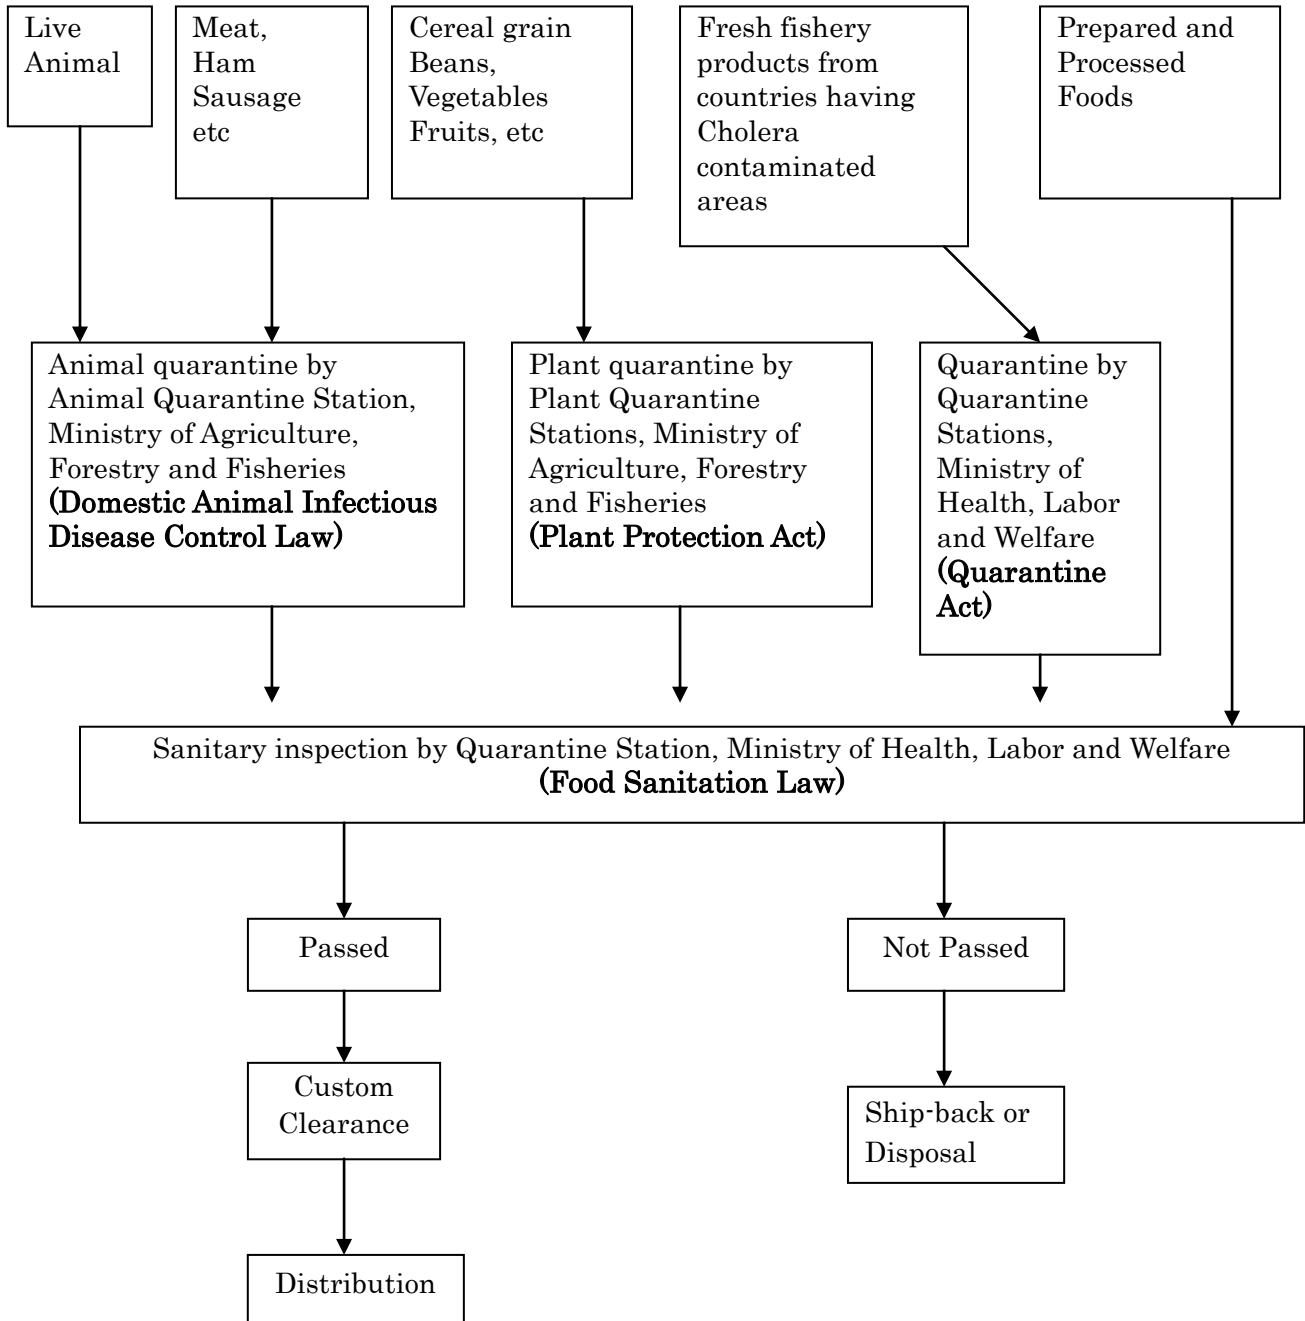 Live
Animal
Meat,
Ham
Sausage
etc
Cereal grain
Beans,
Vegetables
Fruits, etc
Fresh fishery
products from
countries having
Cholera
contaminated
areas
Prepared and
Processed
Foods
Animal quarantine by
Animal Quarantine Station,
Ministry of Agriculture,
Forestry and Fisheries
(Domestic Animal Infectious
Disease Control Law)
Plant quarantine by
Plant Quarantine
Stations, Ministry of
Agriculture, Forestry
and Fisheries
(Plant Protection Act)
Quarantine by
Quarantine
Stations,
Ministry of
Health, Labor
and Welfare
(Quarantine
Act)
Sanitary inspection by Quarantine Station, Ministry of Health, Labor and Welfare
(Food Sanitation Law)
Passed
Not Passed
Custom
Clearance
Ship-back or
Disposal
Distribution